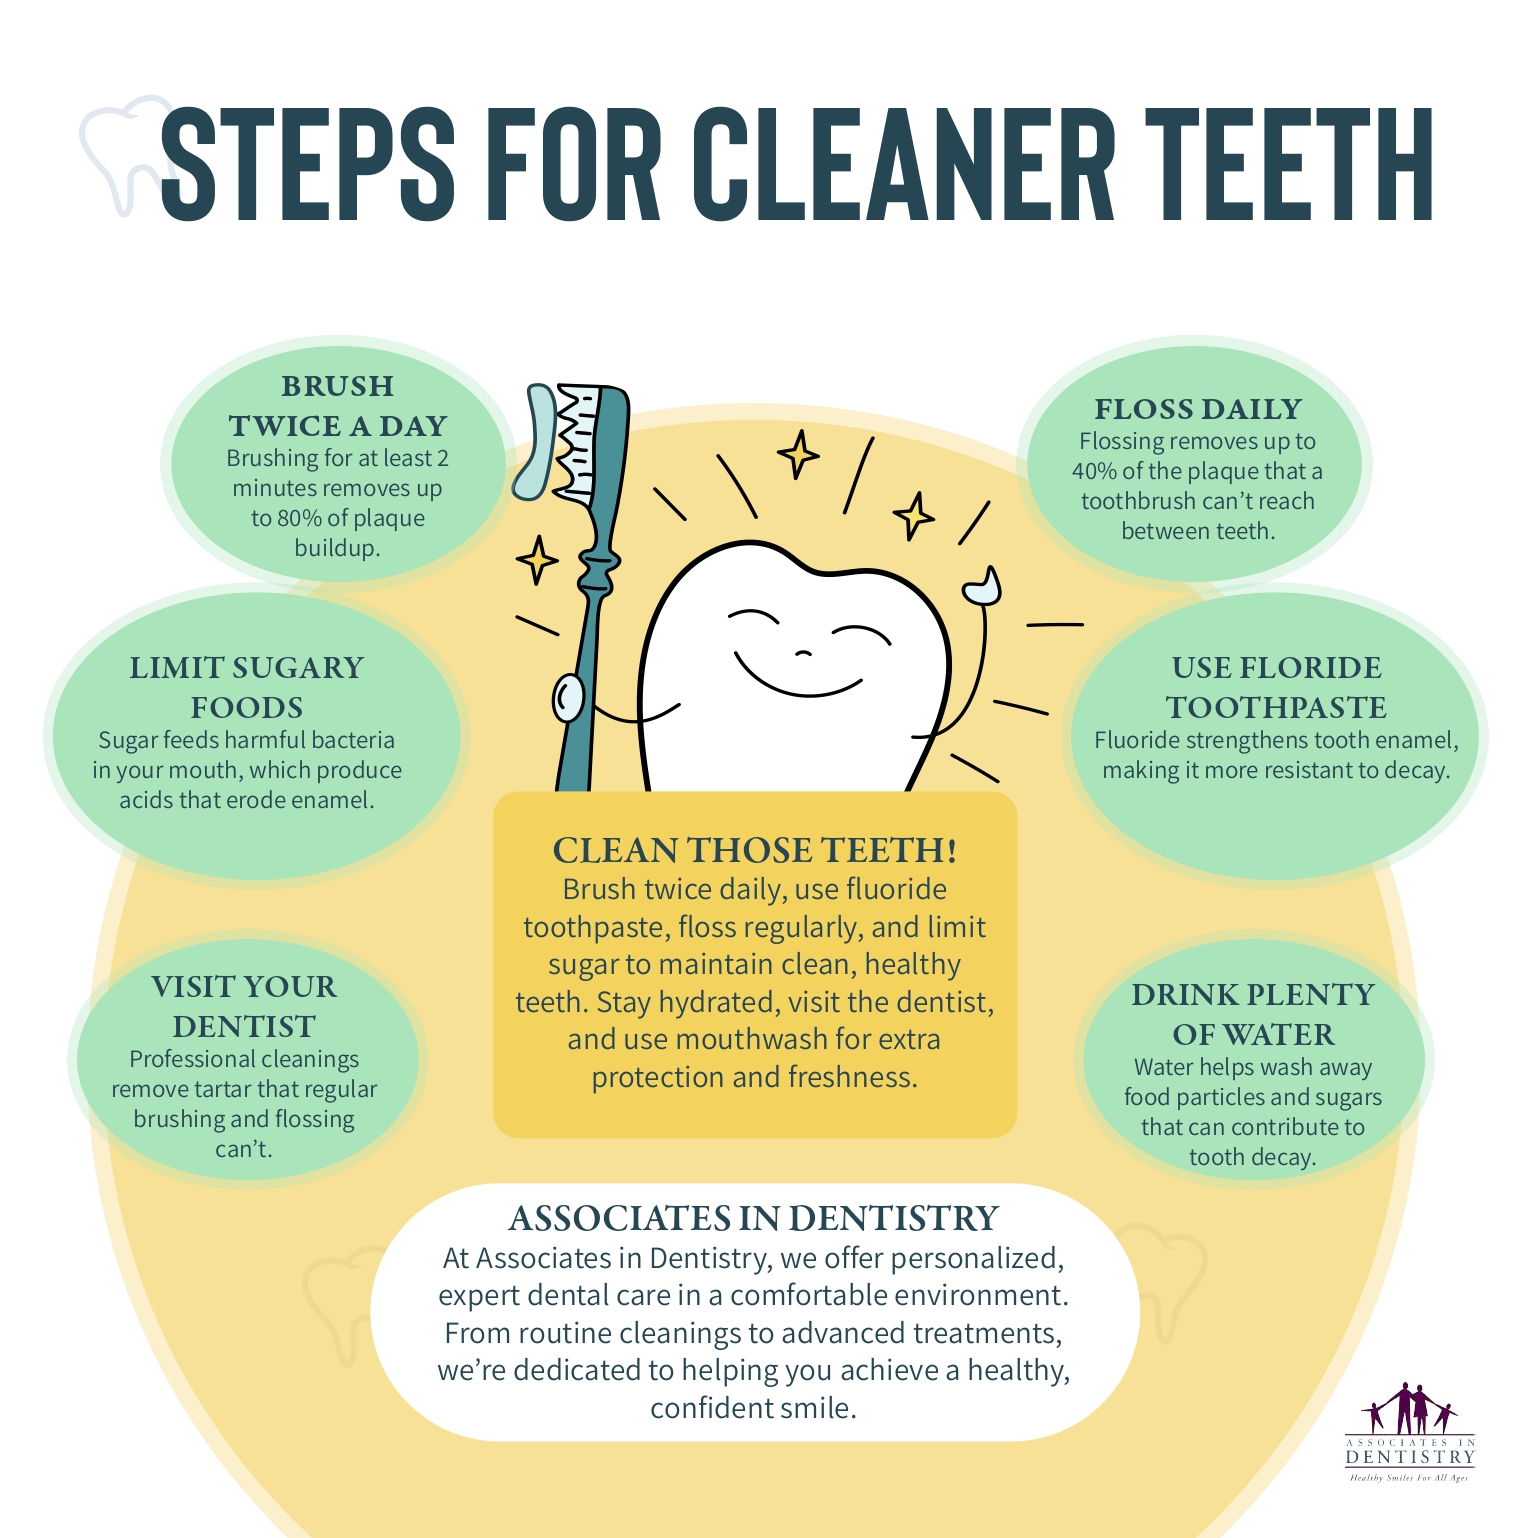 STEPS FOR CLEANER TEETH
BRUSH
TWICE A DAY
Brushing for at least 2
minutes removes up
to 80% of plaque
buildup.
FLOSS DAILY
Flossing removes up to
40% of the plaque that a
toothbrush can’t reach
between teeth.
LIMIT SUGARY
FOODS
Sugar feeds harmful bacteria
in your mouth, which produce
acids that erode enamel.
USE FLORIDE
TOOTHPASTE
Fluoride strengthens tooth enamel,
making it more resistant to decay.
CLEAN THOSE TEETH!
Brush twice daily, use fluoride
toothpaste, floss regularly, and limit
sugar to maintain clean, healthy
teeth. Stay hydrated, visit the dentist,
and use mouthwash for extra
protection and freshness.
VISIT YOUR
DENTIST
Professional cleanings
remove tartar that regular
brushing and flossing
can’t.
DRINK PLENTY
OF WATER
Water helps wash away
food particles and sugars
that can contribute to
tooth decay.
ASSOCIATES IN DENTISTRY
At Associates in Dentistry, we offer personalized,
expert dental care in a comfortable environment.
From routine cleanings to advanced treatments,
we’re dedicated to helping you achieve a healthy,
confident smile.
ASSOCIATES IN
DENTISTRY
Healthy Smiles For All Ages